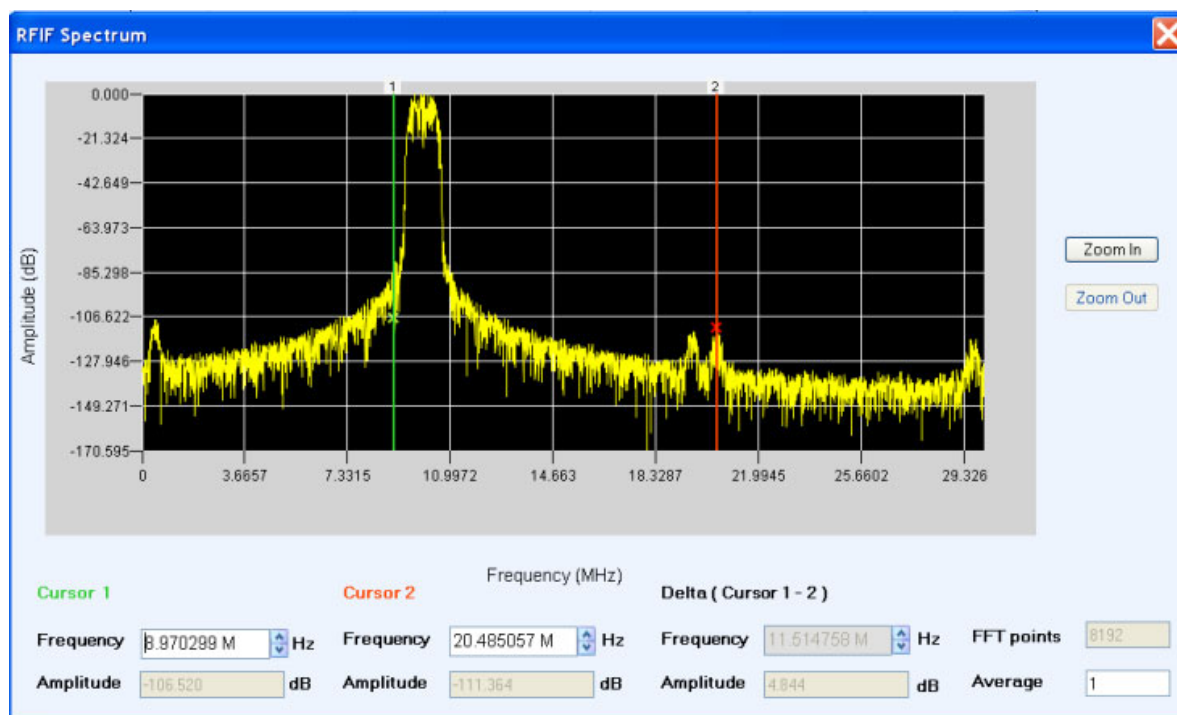 RFIF Spectrum
1
2
0.000
-21.324
-42.649
-63.973
-85.298
-106.622
-127.946
-149.271
-170.595
Amplitude (dB)
0
3.6657
7.3315
10.9972
14.663
18.3287
21.9945
25.6602
29.326
Zoom In
Zoom Out
Frequency (MHz)
Cursor 1
Cursor 2
Delta ( Cursor 1 - 2 )
Frequency 8.970299 M Hz
Frequency 20.485057 M Hz
Frequency 11.514758 M Hz
FFT points 8192
Amplitude -106.520 dB
Amplitude -111.364 dB
Amplitude 4.844 dB
Average 1